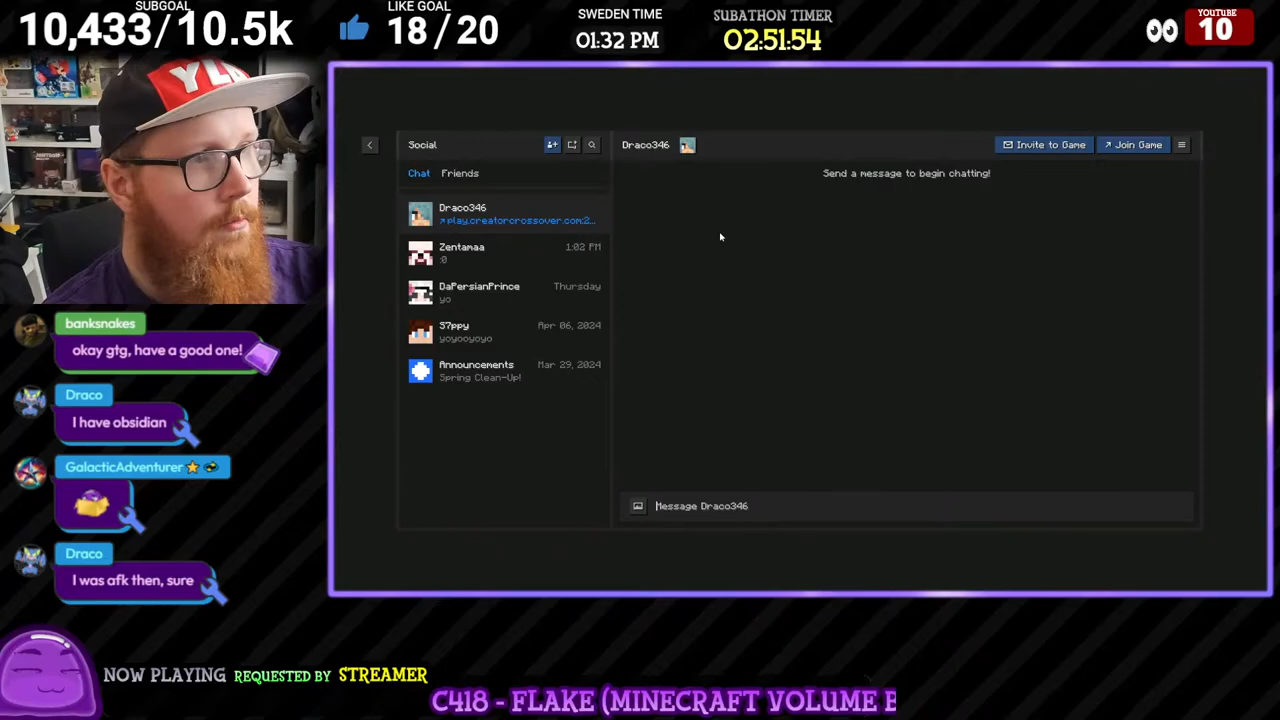 SUBGOAL
10,433/10.5k
LIKE GOAL
18/20
SWEDEN TIME
01:32 PM
SUBATHON TIMER
02:51:54
YOUTUBE
10
YLA
banksnakes
okay gtg, have a good one!
Draco
I have obsidian
GalacticAdventurer
Draco
I was afk then, sure
Social
Chat Friends
Draco346
play.creatorcrossover.com:2...
Zentamaa 1:02 PM
:0
DaPersianPrince Thursday
yo
S7ppy Apr 06, 2024
yoyooyoyo
Announcements Mar 29, 2024
Spring Clean-Up!
Draco346
Invite to Game
Join Game
Send a message to begin chatting!
Message Draco346
NOW PLAYING REQUESTED BY STREAMER
C418 - FLAKE (MINECRAFT VOLUME B